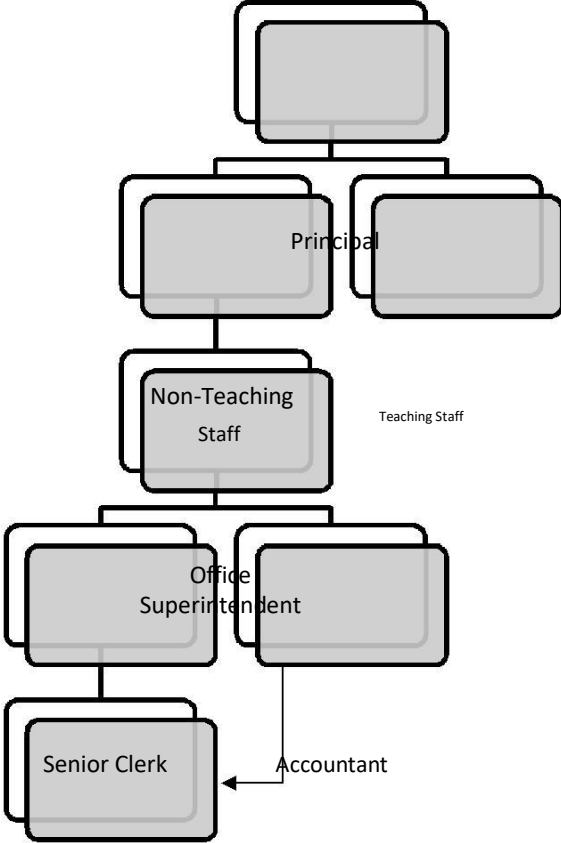 Principal
Non-Teaching
Staff
Teaching Staff
Office
Superintendent
Senior Clerk
Accountant